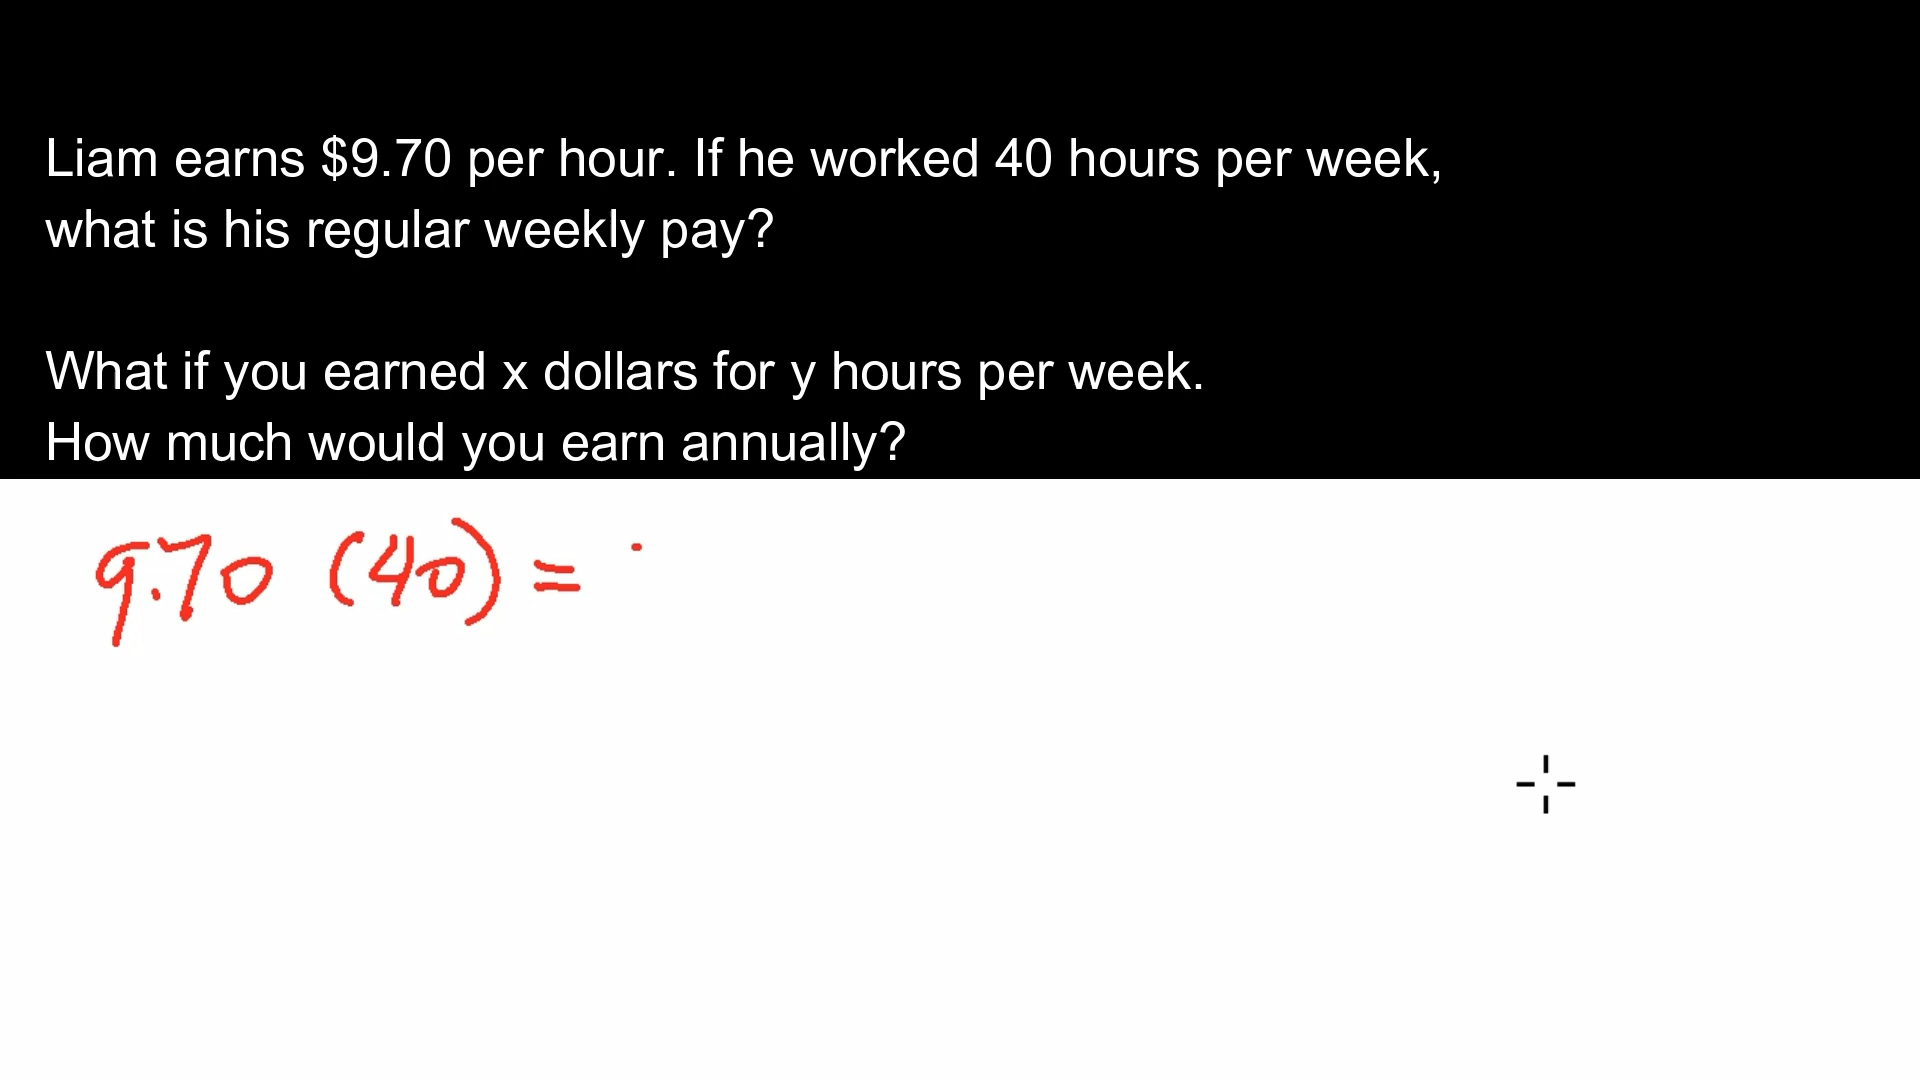 Liam earns $9.70 per hour. If he worked 40 hours per week,
what is his regular weekly pay?
What if you earned x dollars for y hours per week.
How much would you earn annually?
9.70 (40) =